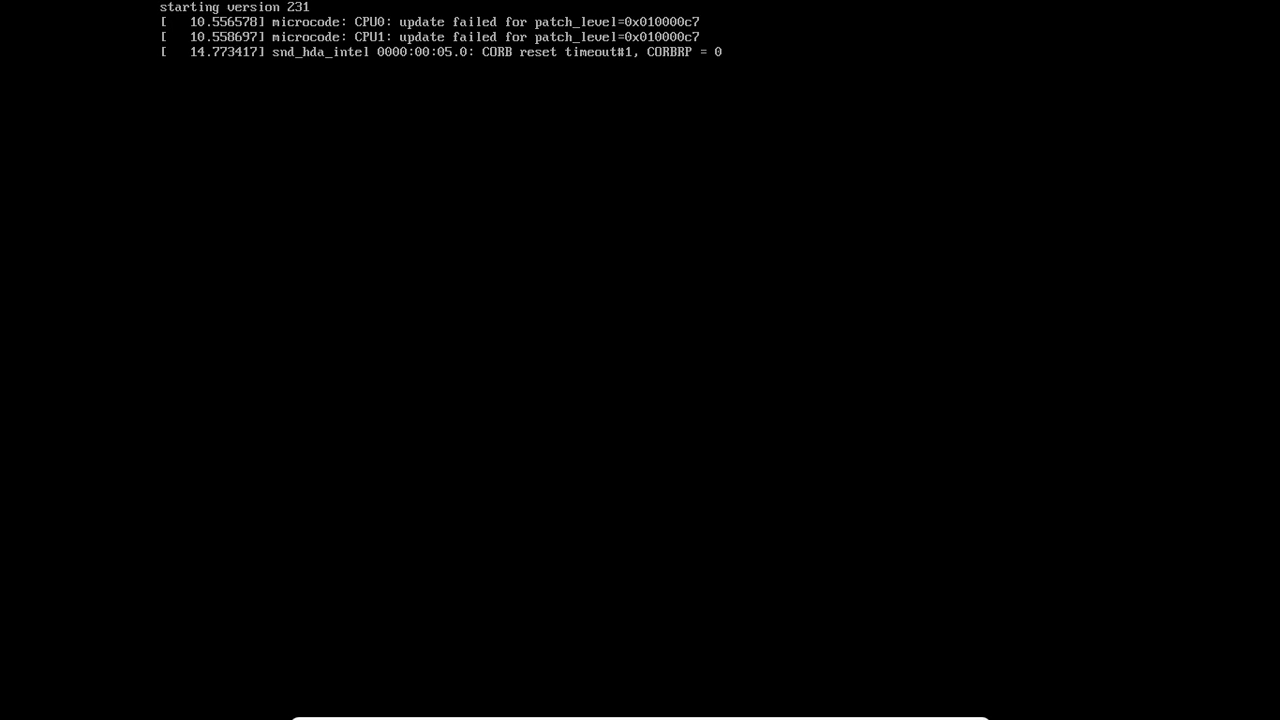 starting version 231
[   10.556578] microcode: CPU0: update failed for patch_level=0x010000c7
[   10.558697] microcode: CPU1: update failed for patch_level=0x010000c7
[   14.773417] snd_hda_intel 0000:00:05.0: CORB reset timeout#1, CORBRP = 0